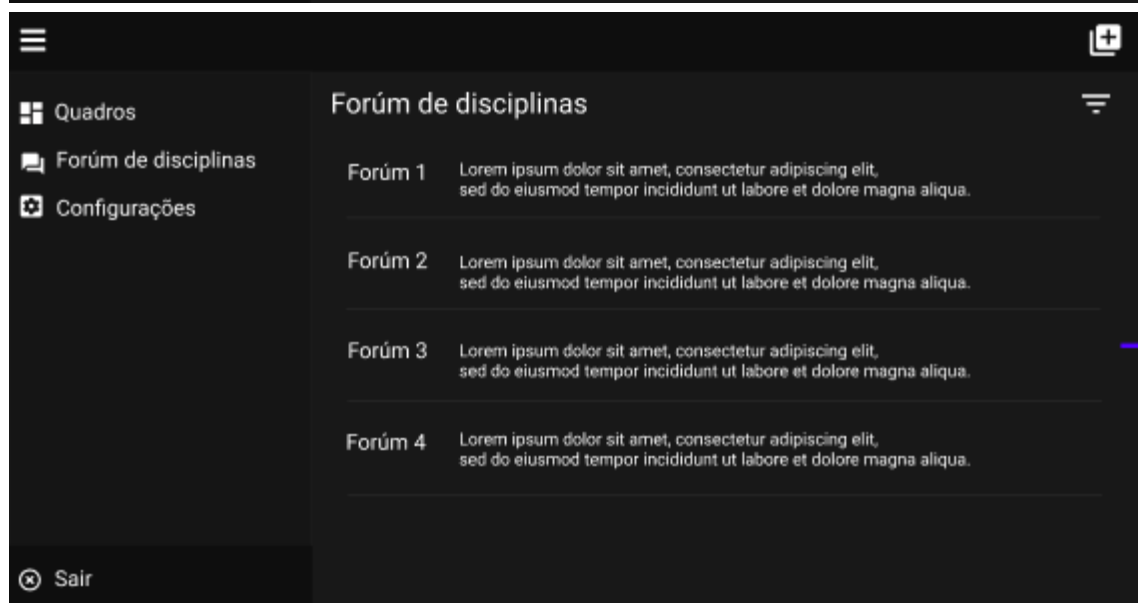 Quadros
Forúm de disciplinas
Configurações
Sair
Forúm de disciplinas
Forúm 1
Lorem ipsum dolor sit amet, consectetur adipiscing elit,
sed do eiusmod tempor incididunt ut labore et dolore magna aliqua.
Forúm 2
Lorem ipsum dolor sit amet, consectetur adipiscing elit,
sed do eiusmod tempor incididunt ut labore et dolore magna aliqua.
Forúm 3
Lorem ipsum dolor sit amet, consectetur adipiscing elit,
sed do eiusmod tempor incididunt ut labore et dolore magna aliqua.
Forúm 4
Lorem ipsum dolor sit amet, consectetur adipiscing elit,
sed do eiusmod tempor incididunt ut labore et dolore magna aliqua.